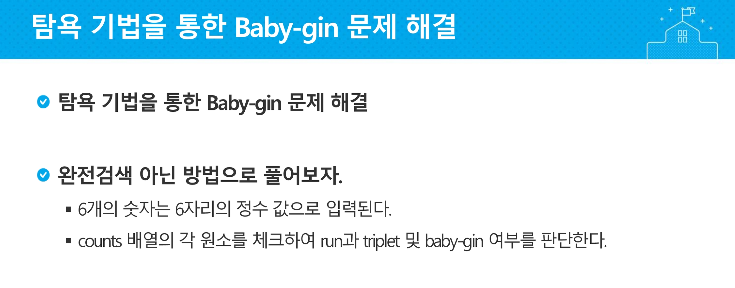 탐욕 기법을 통한 Baby-gin 문제 해결
탐욕 기법을 통한 Baby-gin 문제 해결
완전검색 아닌 방법으로 풀어보자.
6개의 숫자는 6자리의 정수 값으로 입력된다.
counts 배열의 각 원소를 체크하여 run과 triplet 및 baby-gin 여부를 판단한다.